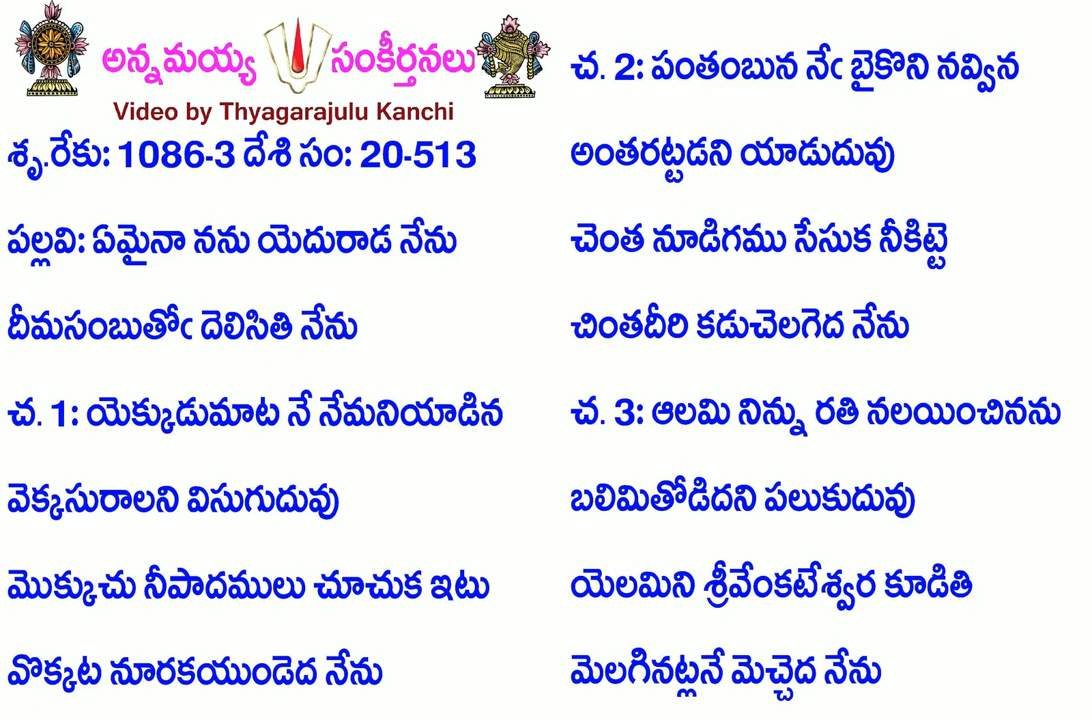 అన్నమయ్య సంకీర్తనలు
Video by Thyagarajulu Kanchi
శృ.రేకు: 1086-3 దేశి సం: 20-513
పల్లవి: ఏమైనా నను యెదురాడ నేను
దీమసంబుతోఁ దెలిసితి నేను
చ. 1: యెక్కుడుమాట నే నేమనియాడిన
వెక్కసురాలని విసుగుదువు
మొక్కుచు నీపాదములు చూచుక ఇటు
వొక్కట నూరకయుండెద నేను
చ. 2: పంతంబున నేఁ బైకొని నవ్విన
అంతరట్టడని యాడుదువు
చెంత నూడిగము సేసుక నీకిట్టె
చింతదీరి కడుచెలగెద నేను
చ. 3: ఆలమి నిన్ను రతి నలయించినను
బలిమితోడిదని పలుకుదువు
యెలమిని శ్రీవేంకటేశ్వర కూడితి
మెలగినట్లనే మెచ్చెద నేను